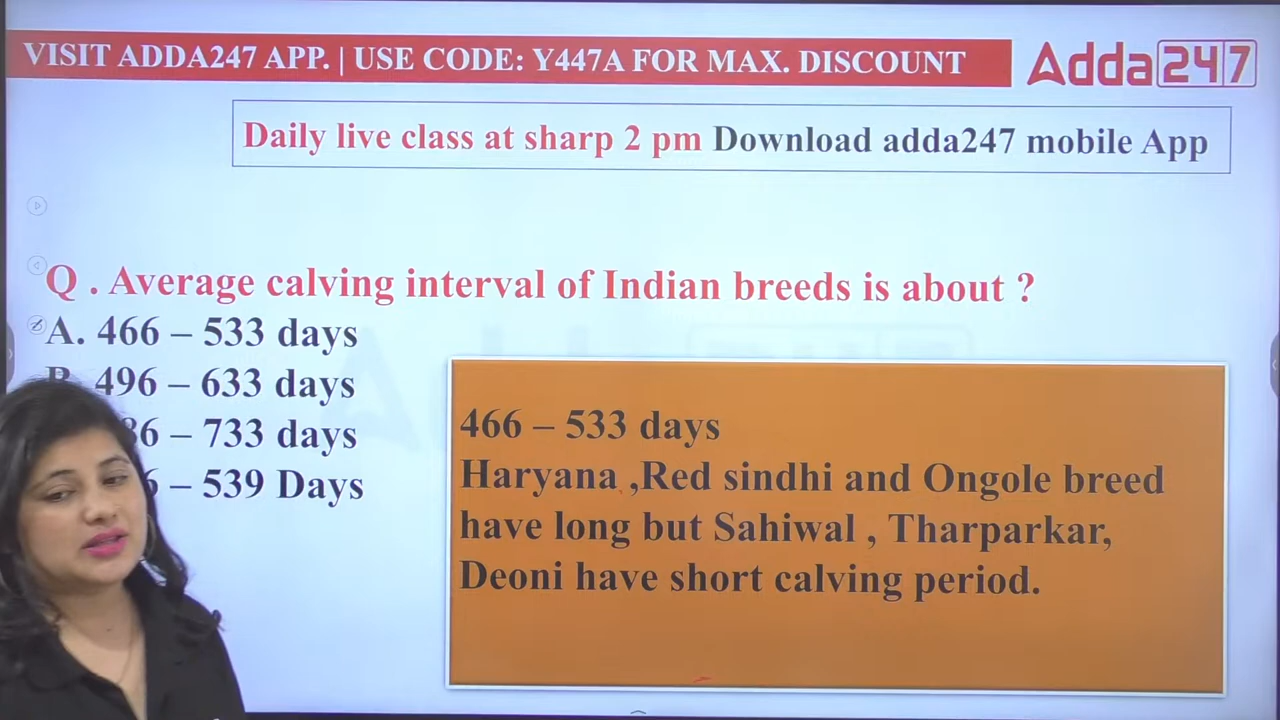 VISIT ADDA247 APP. | USE CODE: Y447A FOR MAX. DISCOUNT
Adda247
Daily live class at sharp 2 pm Download adda247 mobile App
Q . Average calving interval of Indian breeds is about ?
A. 466 – 533 days
B. 496 – 633 days
– 733 days
– 539 Days
466 – 533 days
Haryana ,Red sindhi and Ongole breed
have long but Sahiwal , Tharparkar,
Deoni have short calving period.